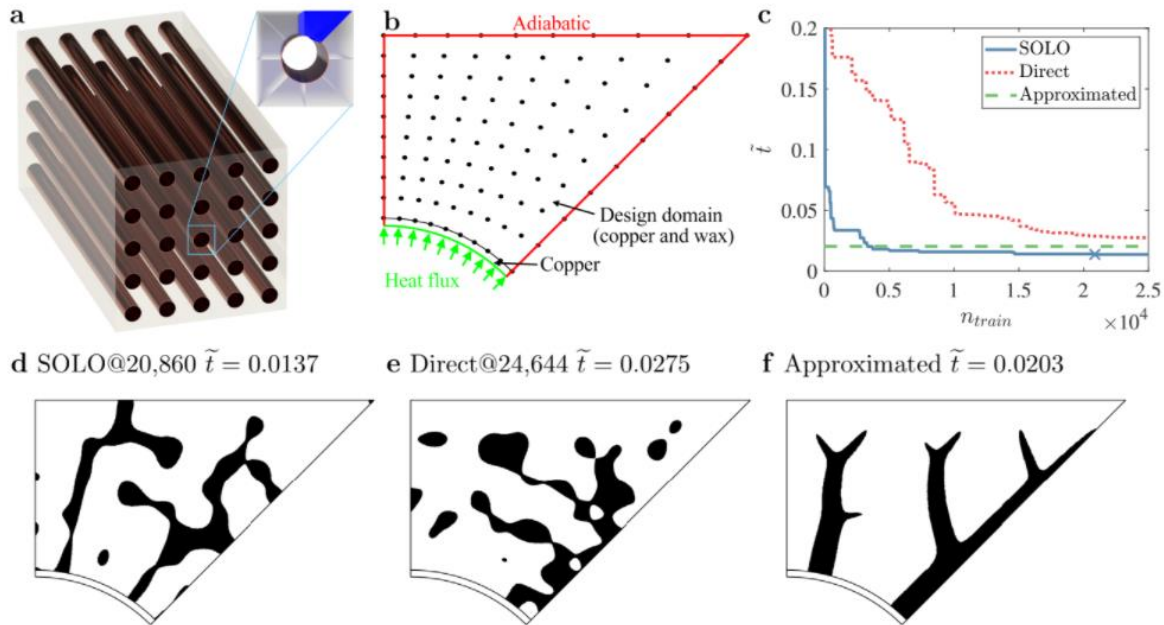 a
b
Adiabatic
Design domain
(copper and wax)
Copper
Heat flux
c
0.2
0.15
0.1
0.05
0
t̃
SOLO
Direct
Approximated
0 0.5 1 1.5 2 2.5
n_train
×10^4
d SOLO@20,860 t̃ = 0.0137
e Direct@24,644 t̃ = 0.0275
f Approximated t̃ = 0.0203